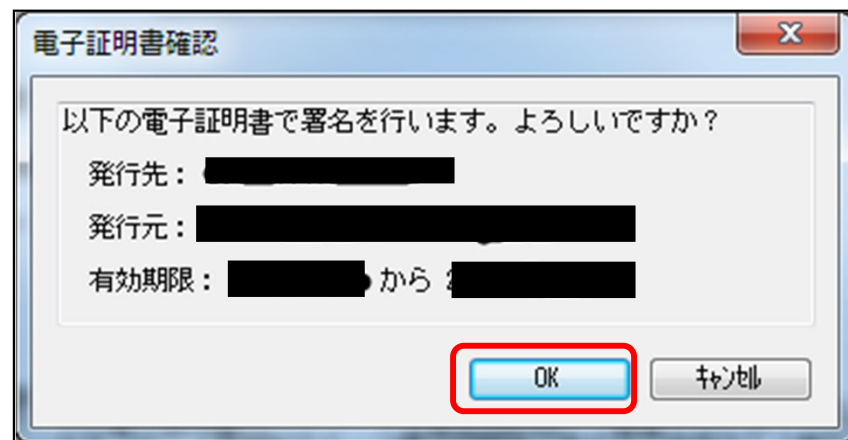 電子証明書確認
以下の電子証明書で署名を行います。よろしいですか？
発行先：
発行元：
有効期限： から 2
OK キャンセル